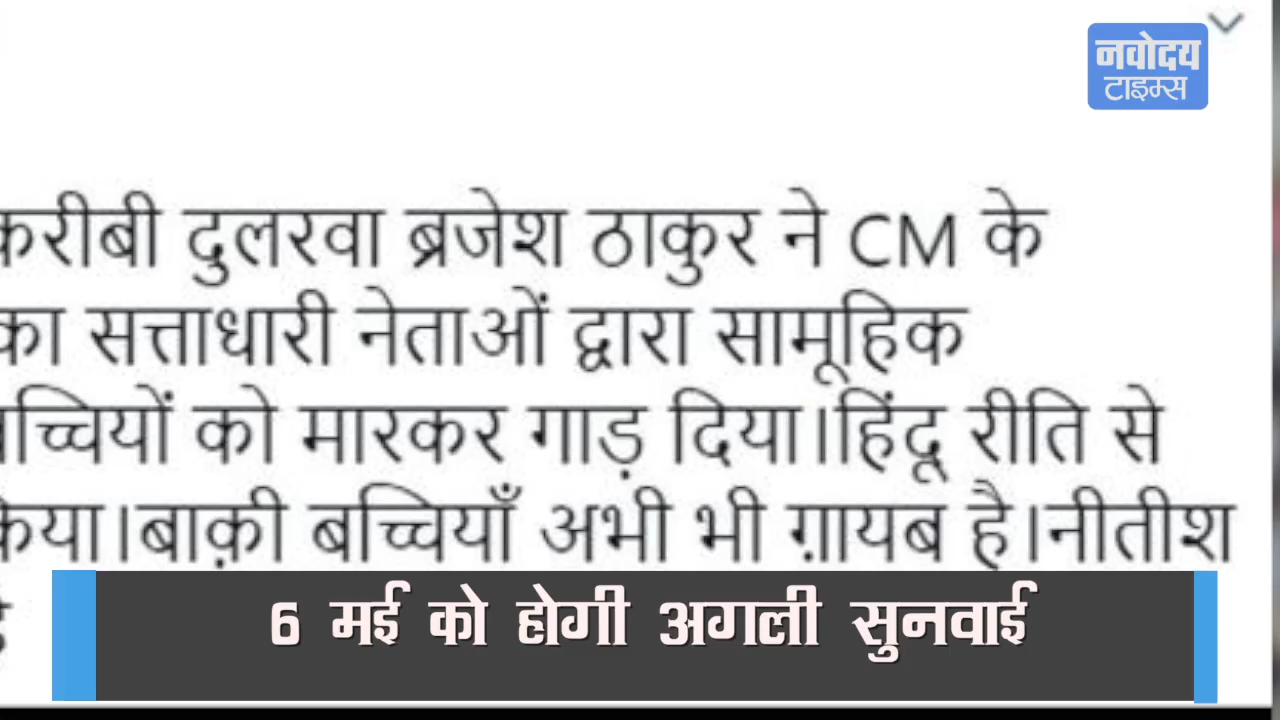 नवोदय
टाइम्स
करीबी दुलरवा ब्रजेश ठाकुर ने CM के
का सत्ताधारी नेताओं द्वारा सामूहिक
बच्चियों को मारकर गाड़ दिया।हिंदू रीति से
किया।बाक़ी बच्चियाँ अभी भी ग़ायब है।नीतीश
6 मई को होगी अगली सुनवाई